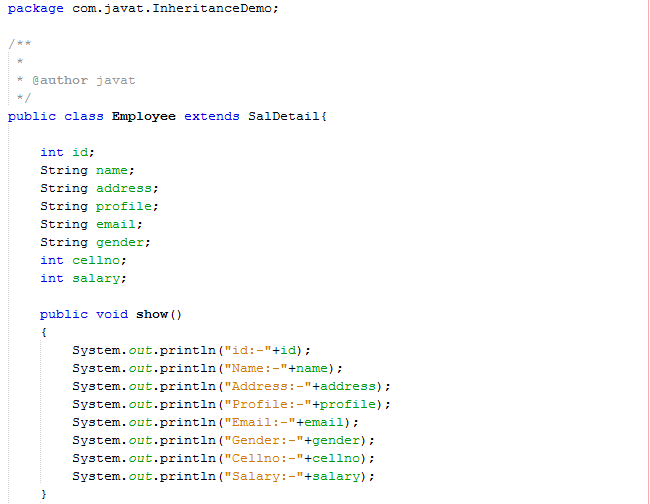 package com.javat.InheritanceDemo;
/**
 *
 * @author javat
 */
public class Employee extends SalDetail{
    int id;
    String name;
    String address;
    String profile;
    String email;
    String gender;
    int cellno;
    int salary;
    public void show()
    {
        System.out.println("id:-"+id);
        System.out.println("Name:-"+name);
        System.out.println("Address:-"+address);
        System.out.println("Profile:-"+profile);
        System.out.println("Email:-"+email);
        System.out.println("Gender:-"+gender);
        System.out.println("Cellno:-"+cellno);
        System.out.println("Salary:-"+salary);
    }